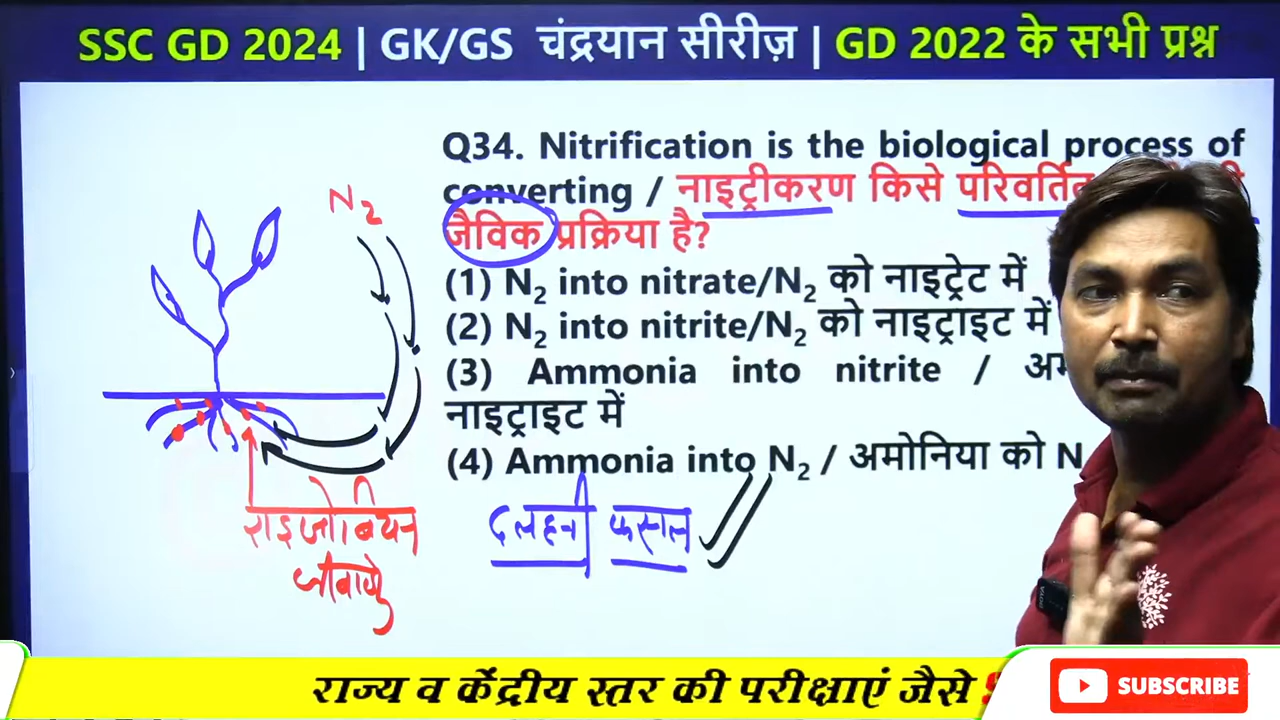 SSC GD 2024 | GK/GS चंद्रयान सीरीज़ | GD 2022 के सभी प्रश्न
Q34. Nitrification is the biological process of
converting / नाइट्रीकरण किसे परिवर्तित
जैविक प्रक्रिया है?
(1) N₂ into nitrate/N₂ को नाइट्रेट में
(2) N₂ into nitrite/N₂ को नाइट्राइट में
(3) Ammonia into nitrite /
नाइट्राइट में
(4) Ammonia into N₂ / अमोनिया को N
N₂
राइजोबियम
जीवाणु
दलहनी फसल
राज्य व केंद्रीय स्तर की परीक्षाएं जैसे
SUBSCRIBE